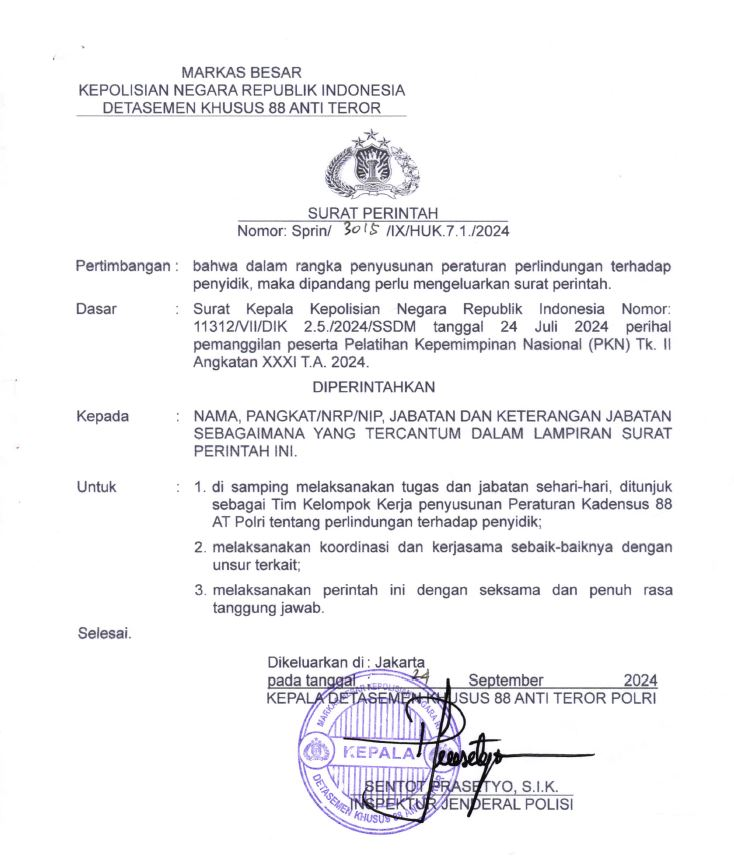 MARKAS BESAR
KEPOLISIAN NEGARA REPUBLIK INDONESIA
DETASEMEN KHUSUS 88 ANTI TEROR
SURAT PERINTAH
Nomor: Sprin/ 3015 /IX/HUK.7.1./2024
Pertimbangan : bahwa dalam rangka penyusunan peraturan perlindungan terhadap
penyidik, maka dipandang perlu mengeluarkan surat perintah.
Dasar : Surat Kepala Kepolisian Negara Republik Indonesia Nomor:
11312/VII/DIK 2.5./2024/SSDM tanggal 24 Juli 2024 perihal
pemanggilan peserta Pelatihan Kepemimpinan Nasional (PKN) Tk. II
Angkatan XXXI T.A. 2024.
DIPERINTAHKAN
Kepada : NAMA, PANGKAT/NRP/NIP, JABATAN DAN KETERANGAN JABATAN
SEBAGAIMANA YANG TERCANTUM DALAM LAMPIRAN SURAT
PERINTAH INI.
Untuk : 1. di samping melaksanakan tugas dan jabatan sehari-hari, ditunjuk
sebagai Tim Kelompok Kerja penyusunan Peraturan Kadensus 88
AT Polri tentang perlindungan terhadap penyidik;
2. melaksanakan koordinasi dan kerjasama sebaik-baiknya dengan
unsur terkait;
3. melaksanakan perintah ini dengan seksama dan penuh rasa
tanggung jawab.
Selesai.
Dikeluarkan di : Jakarta
pada tanggal 24 September 2024
KEPALA DETASEMEN KHUSUS 88 ANTI TEROR POLRI
MARKAS BESAR KEPOLISIAN NEGARA
KEPALA
DETASEMEN KHUSUS 88 ANTI TEROR
SENTOT PRASETYO, S.I.K.
INSPEKTUR JENDERAL POLISI